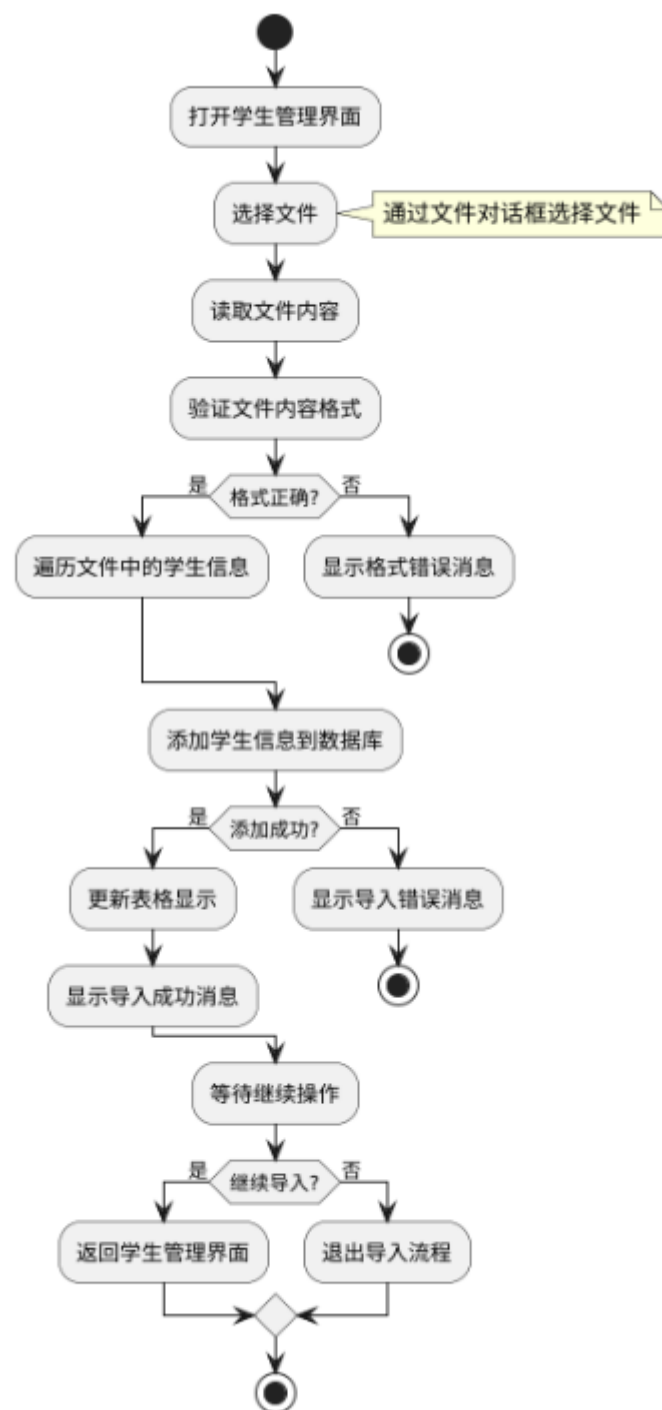 打开学生管理界面
选择文件
通过文件对话框选择文件
读取文件内容
验证文件内容格式
是
格式正确?
否
遍历文件中的学生信息
显示格式错误消息
添加学生信息到数据库
是
添加成功?
否
更新表格显示
显示导入错误消息
显示导入成功消息
等待继续操作
是
继续导入?
否
返回学生管理界面
退出导入流程